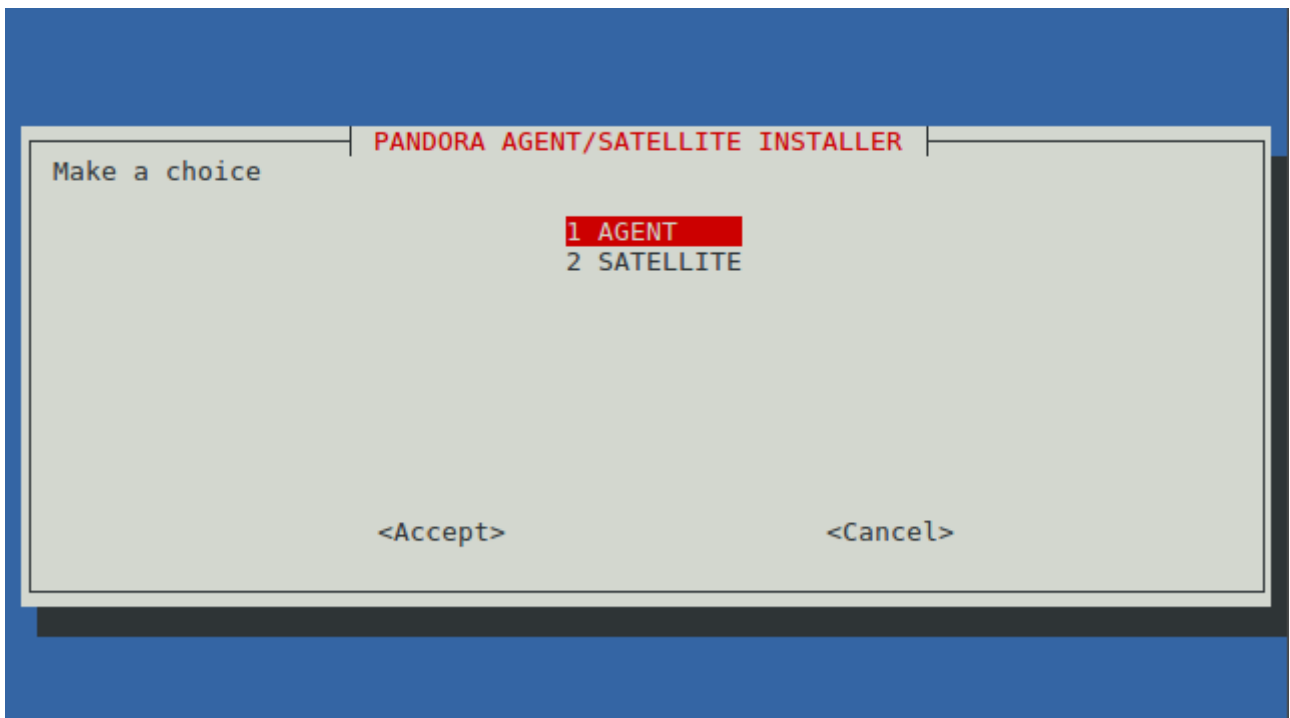 PANDORA AGENT/SATELLITE INSTALLER
Make a choice
1 AGENT
2 SATELLITE
<Accept> <Cancel>